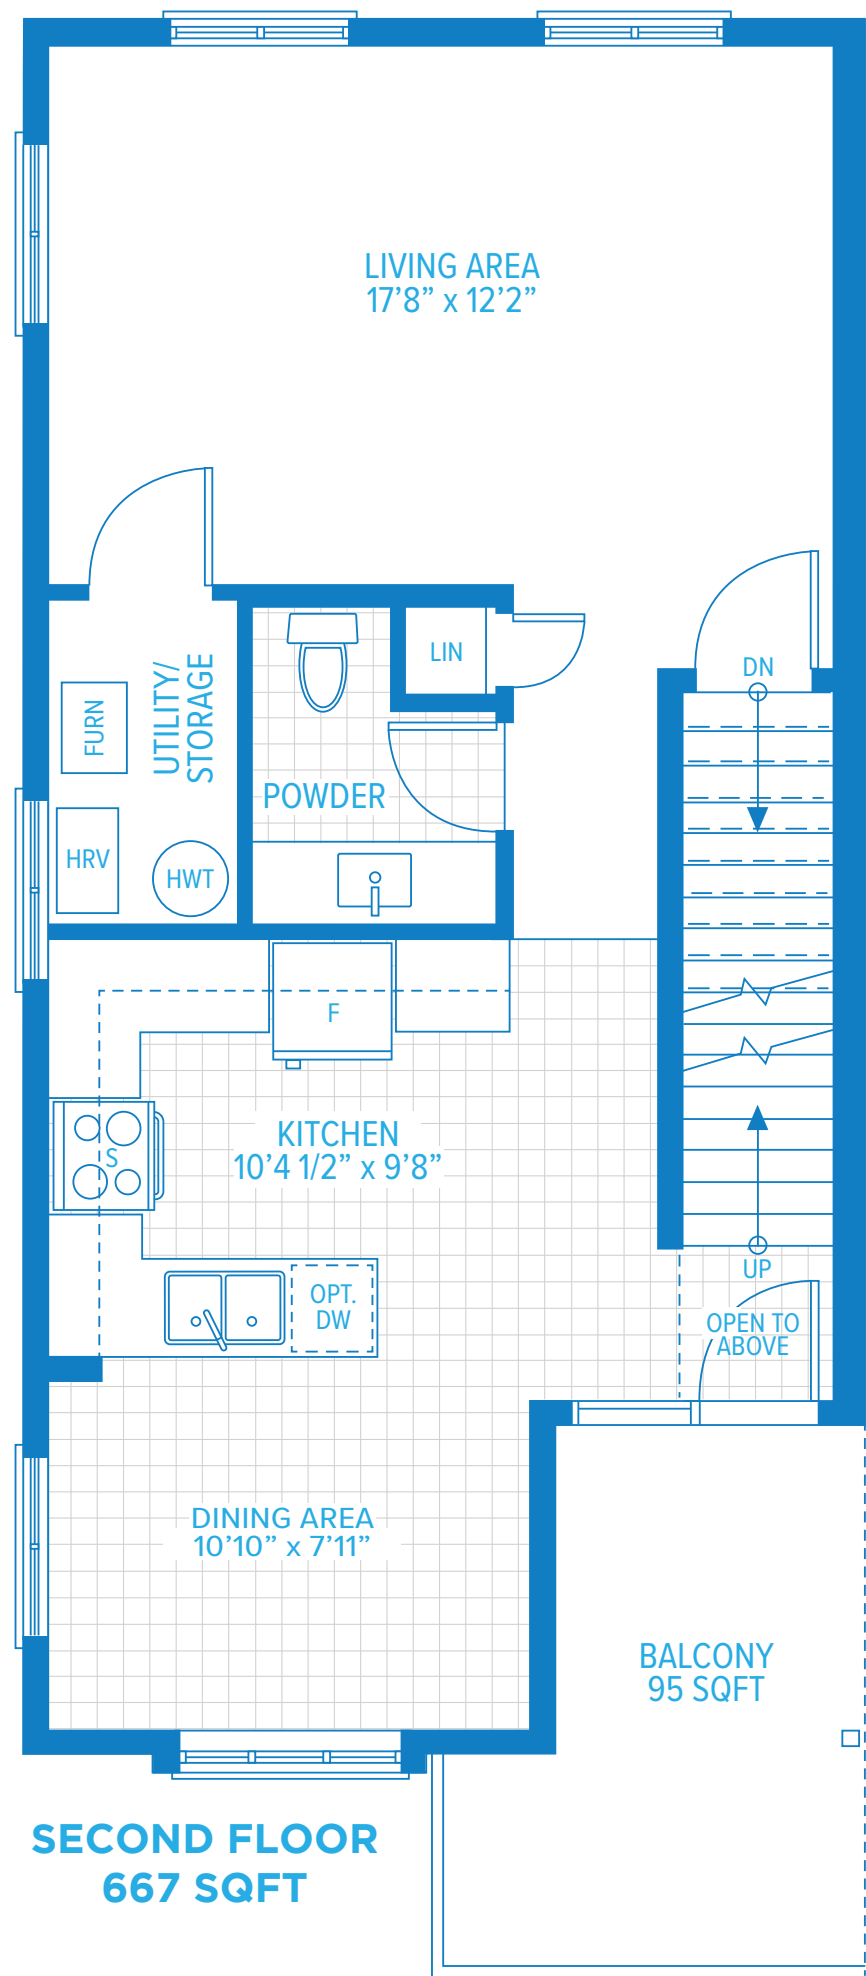 LIVING AREA
17’8” x 12’2”
UTILITY/
STORAGE
FURN
HRV
HWT
LIN
POWDER
DN
F
KITCHEN
10’4 1/2” x 9’8”
S
OPT.
DW
UP
OPEN TO
ABOVE
DINING AREA
10’10” x 7’11”
BALCONY
95 SQFT
SECOND FLOOR
667 SQFT